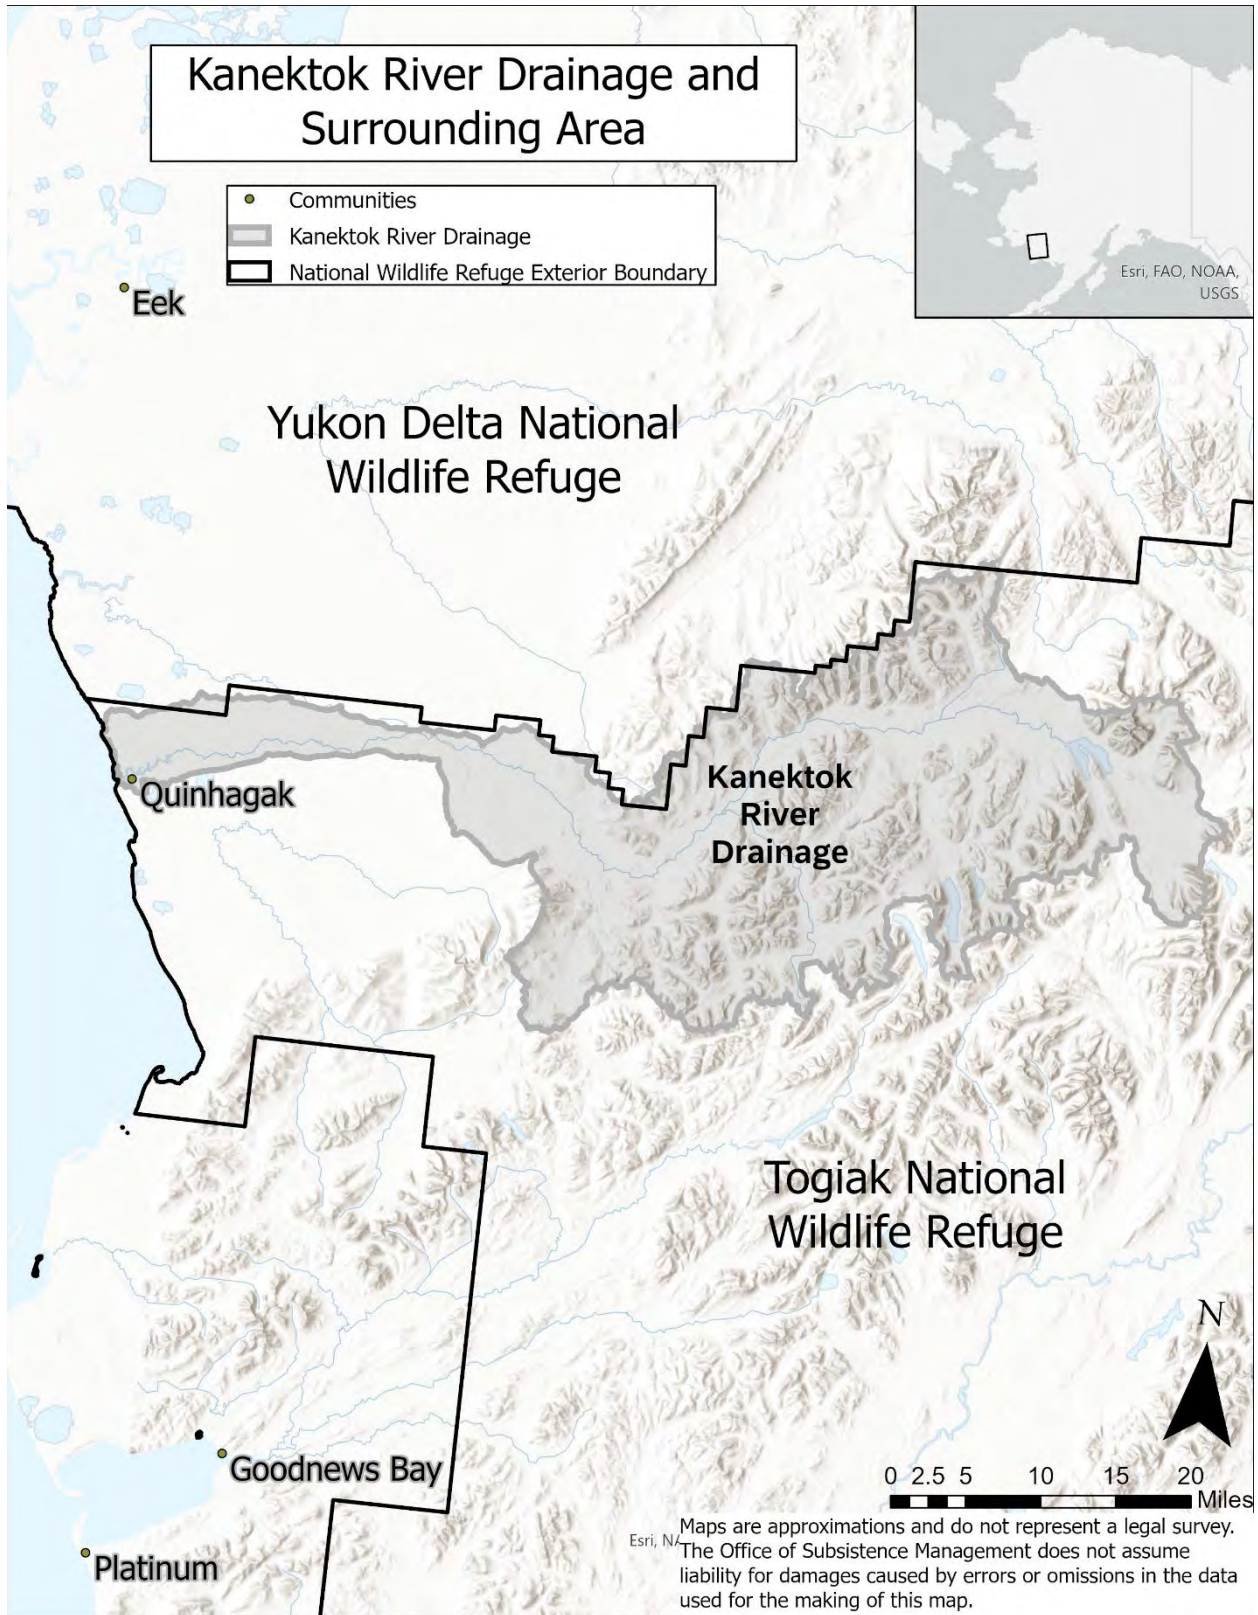 Kanektok River Drainage and
Surrounding Area
Communities
Kanektok River Drainage
National Wildlife Refuge Exterior Boundary
Esri, FAO, NOAA,
USGS
Eek
Yukon Delta National
Wildlife Refuge
Quinhagak
Kanektok
River
Drainage
Togiak National
Wildlife Refuge
N
Goodnews Bay
0 2.5 5 10 15 20
Miles
Platinum
Esri, NA
Maps are approximations and do not represent a legal survey.
The Office of Subsistence Management does not assume
liability for damages caused by errors or omissions in the data
used for the making of this map.